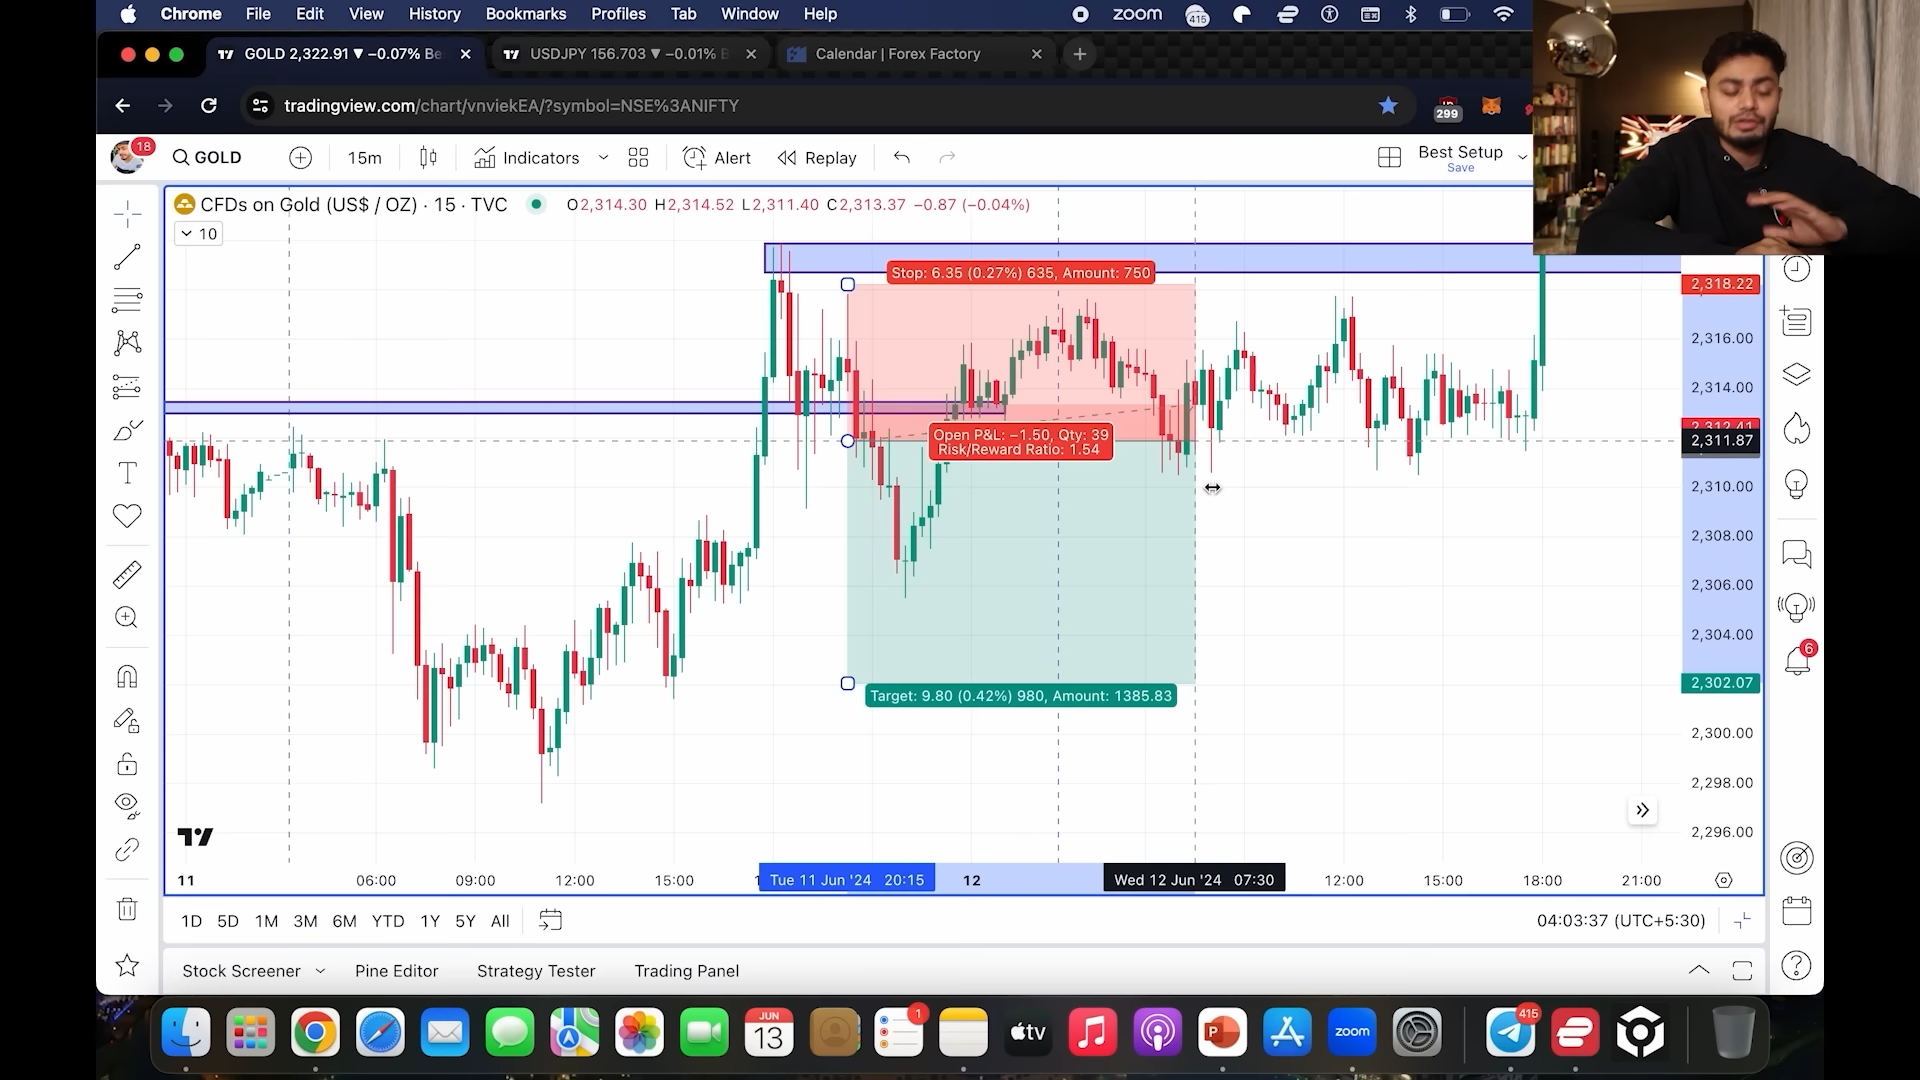 Chrome File Edit View History Bookmarks Profiles Tab Window Help zoom 415
GOLD 2,322.91 ▼ −0.07% Be
USDJPY 156.703 ▼ −0.01% B
Calendar | Forex Factory
tradingview.com/chart/vnviekEA/?symbol=NSE%3ANIFTY
299
18
GOLD
15m
Indicators
Alert
Replay
Best Setup
Save
CFDs on Gold (US$ / OZ) · 15 · TVC
O2,314.30 H2,314.52 L2,311.40 C2,313.37 −0.87 (−0.04%)
10
Stop: 6.35 (0.27%) 635, Amount: 750
Open P&L: −1.50, Qty: 39
Risk/Reward Ratio: 1.54
Target: 9.80 (0.42%) 980, Amount: 1385.83
2,318.22
2,316.00
2,314.00
2,312.41
2,311.87
2,310.00
2,308.00
2,306.00
2,304.00
2,302.07
2,300.00
2,298.00
2,296.00
6
11 06:00 09:00 12:00 15:00 Tue 11 Jun '24 20:15 12 Wed 12 Jun '24 07:30 12:00 15:00 18:00 21:00
1D 5D 1M 3M 6M YTD 1Y 5Y All
04:03:37 (UTC+5:30)
Stock Screener Pine Editor Strategy Tester Trading Panel
JUN
13
1
tv
P
zoom
415